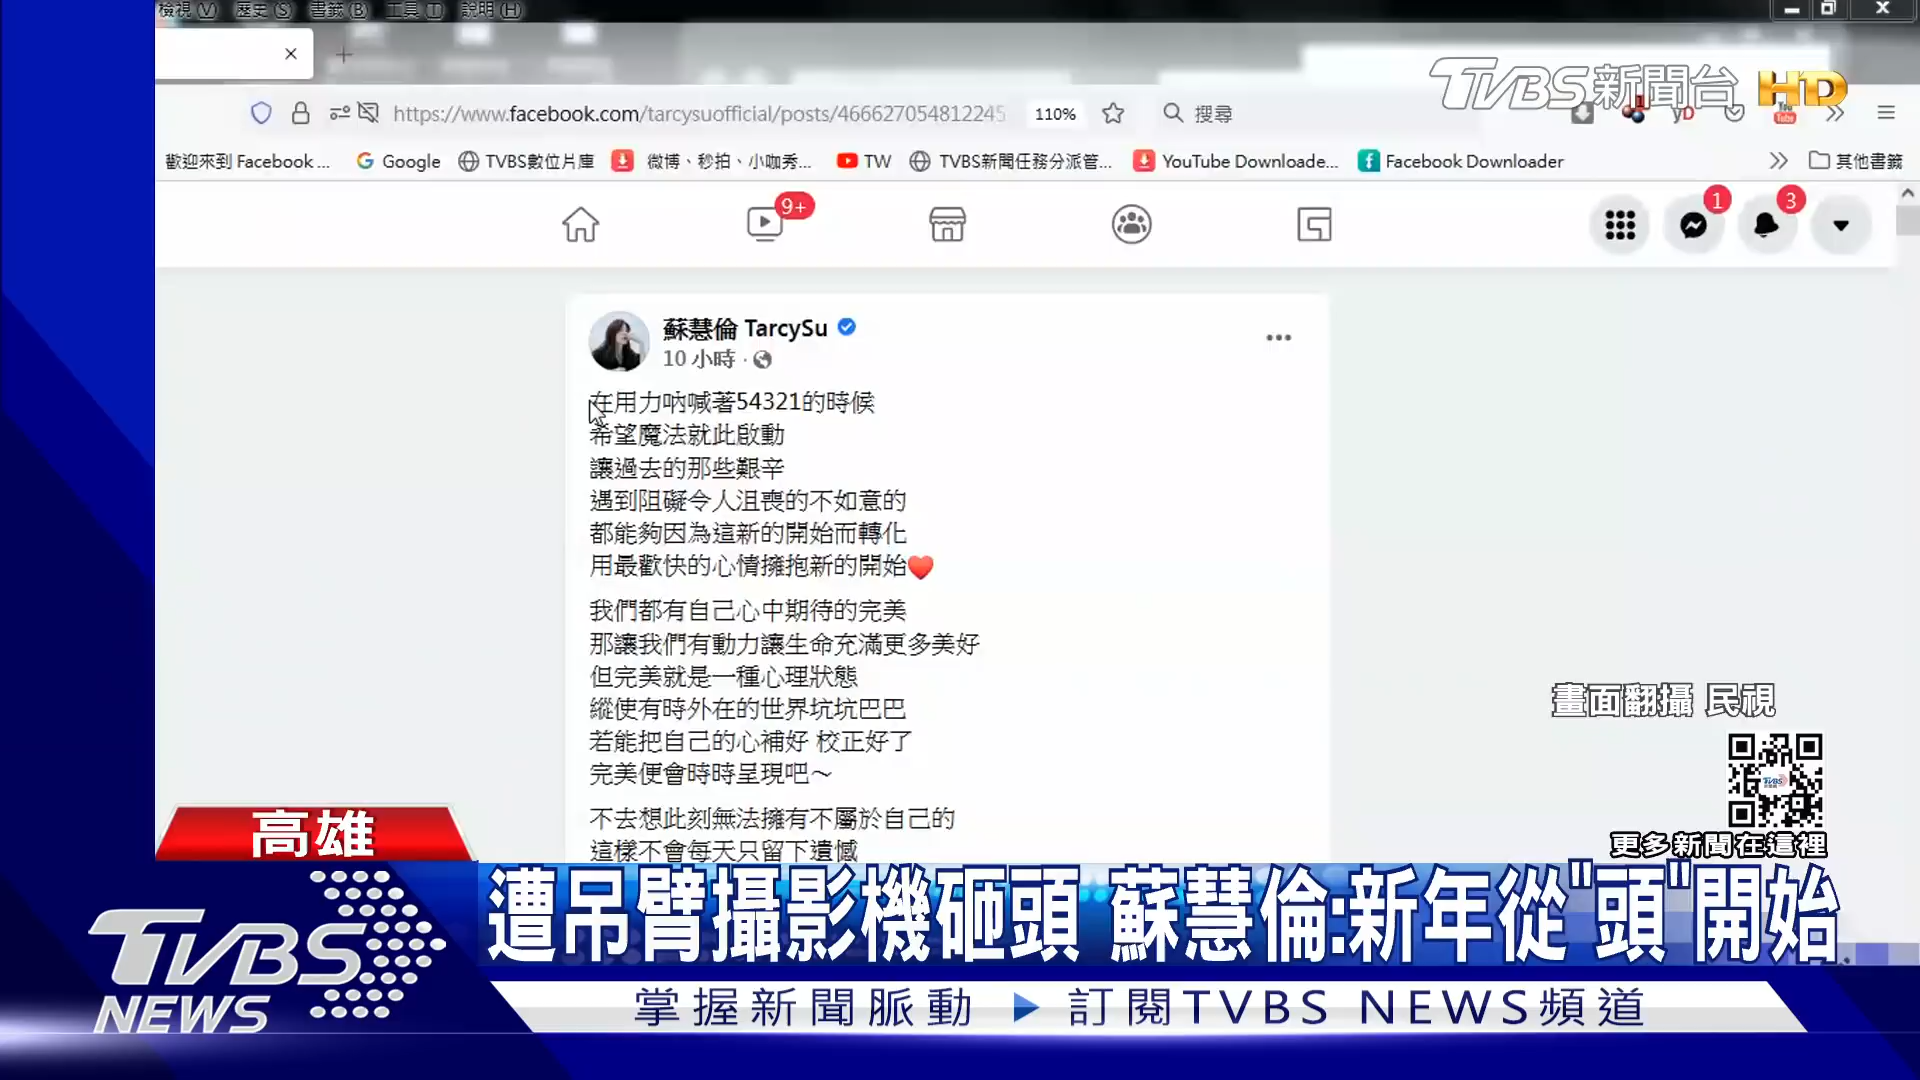 檢視(V) 歷史(S) 書籤(B) 工具(T) 說明(H)
TVBS新聞台 HD
https://www.facebook.com/tarcysuofficial/posts/466627054812245 110% 搜尋
歡迎來到 Facebook ... Google TVBS數位片庫 微博、秒拍、小咖秀... TW TVBS新聞任務分派管... YouTube Downloade... Facebook Downloader 其他書籤
9+ 1 3
蘇慧倫 TarcySu
10 小時
在用力吶喊著54321的時候
希望魔法就此啟動
讓過去的那些艱辛
遇到阻礙令人沮喪的不如意的
都能夠因為這新的開始而轉化
用最歡快的心情擁抱新的開始❤️
我們都有自己心中期待的完美
那讓我們有動力讓生命充滿更多美好
但完美就是一種心理狀態
縱使有時外在的世界坑坑巴巴
若能把自己的心補好 校正好了
完美便會時時呈現吧～
不去想此刻無法擁有不屬於自己的
這樣不會每天只留下遺憾
畫面翻攝 民視
更多新聞在這裡
高雄
遭吊臂攝影機砸頭 蘇慧倫:新年從"頭"開始
TVBS NEWS
掌握新聞脈動 ▶ 訂閱TVBS NEWS頻道